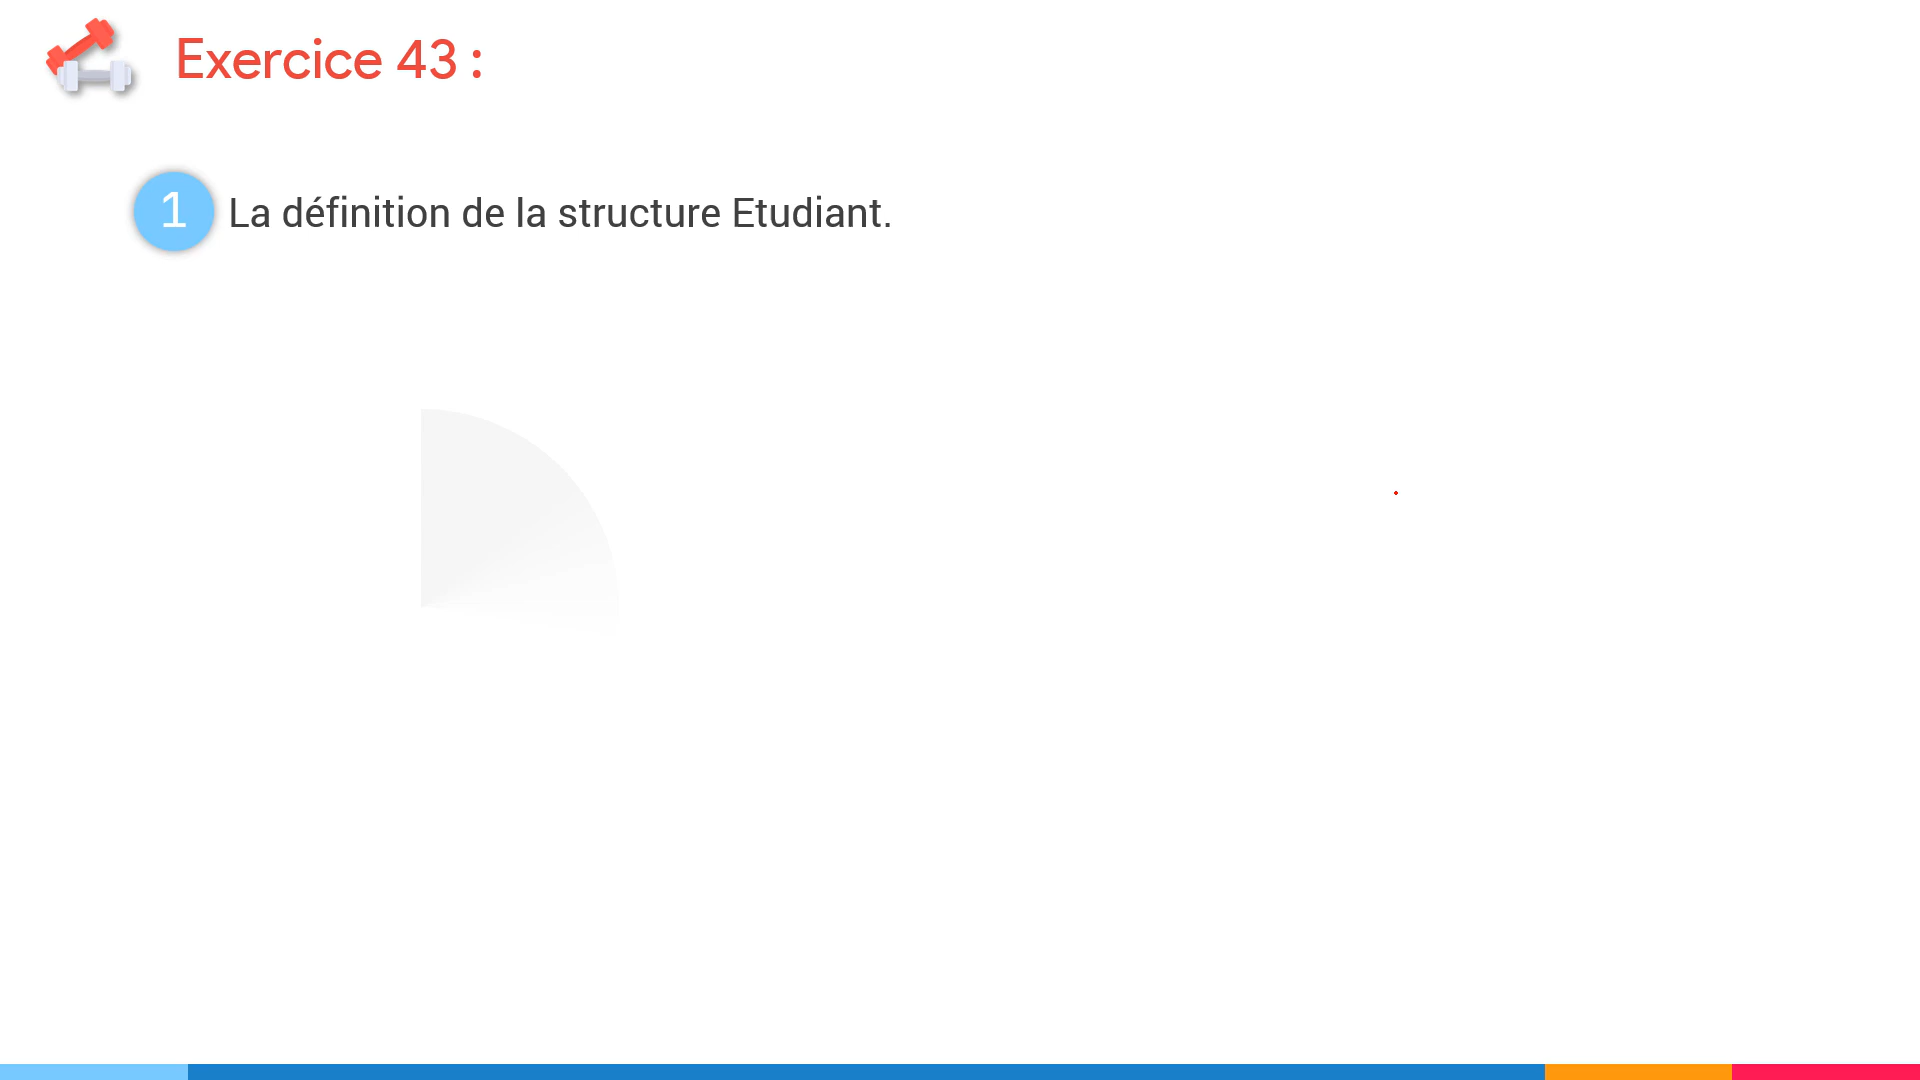 Exercice 43 :
1 La définition de la structure Etudiant.